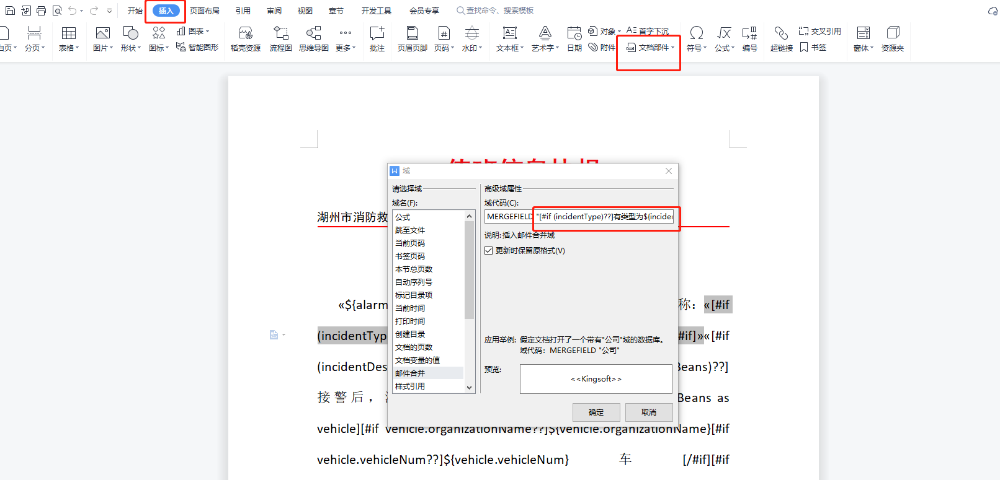 开始 插入 页面布局 引用 审阅 视图 章节 开发工具 会员专享 查找命令、搜索模板
对象 首字下沉 图表 交叉引用
白页 分页 表格 图片 形状 图标 智能图形 稻壳资源 流程图 思维导图 更多 批注 页眉页脚 页码 水印 文本框 艺术字 日期 附件 文档部件 符号 公式 编号 超链接 书签 窗体 资源夹
域
请选择域 高级域属性
域名(F): 域代码(C):
湖州市消防救
公式 MERGEFIELD "[#if (incidentType)??]有类型为${inciden
跳至文件
当前页码 说明: 插入邮件合并域
书签页码 更新时保留原格式(V)
本节总页数
自动序列号
标记目录项
当前时间
打印时间
创建目录
文档的页数
文档变量的值
邮件合并
样式引用
应用举例: 假定文档打开了一个带有"公司"域的数据库。
域代码：MERGEFIELD "公司"
预览:
<<Kingsoft>>
确定 取消
«${alarm 称：«[#if
(incidentTyp #if]»«[#if
(incidentDes Beans)??]
接警后， Beans as
vehicle][#if vehicle.organizationName??]${vehicle.organizationName}[#if
vehicle.vehicleNum??]${vehicle.vehicleNum} 车 [/#if][#if